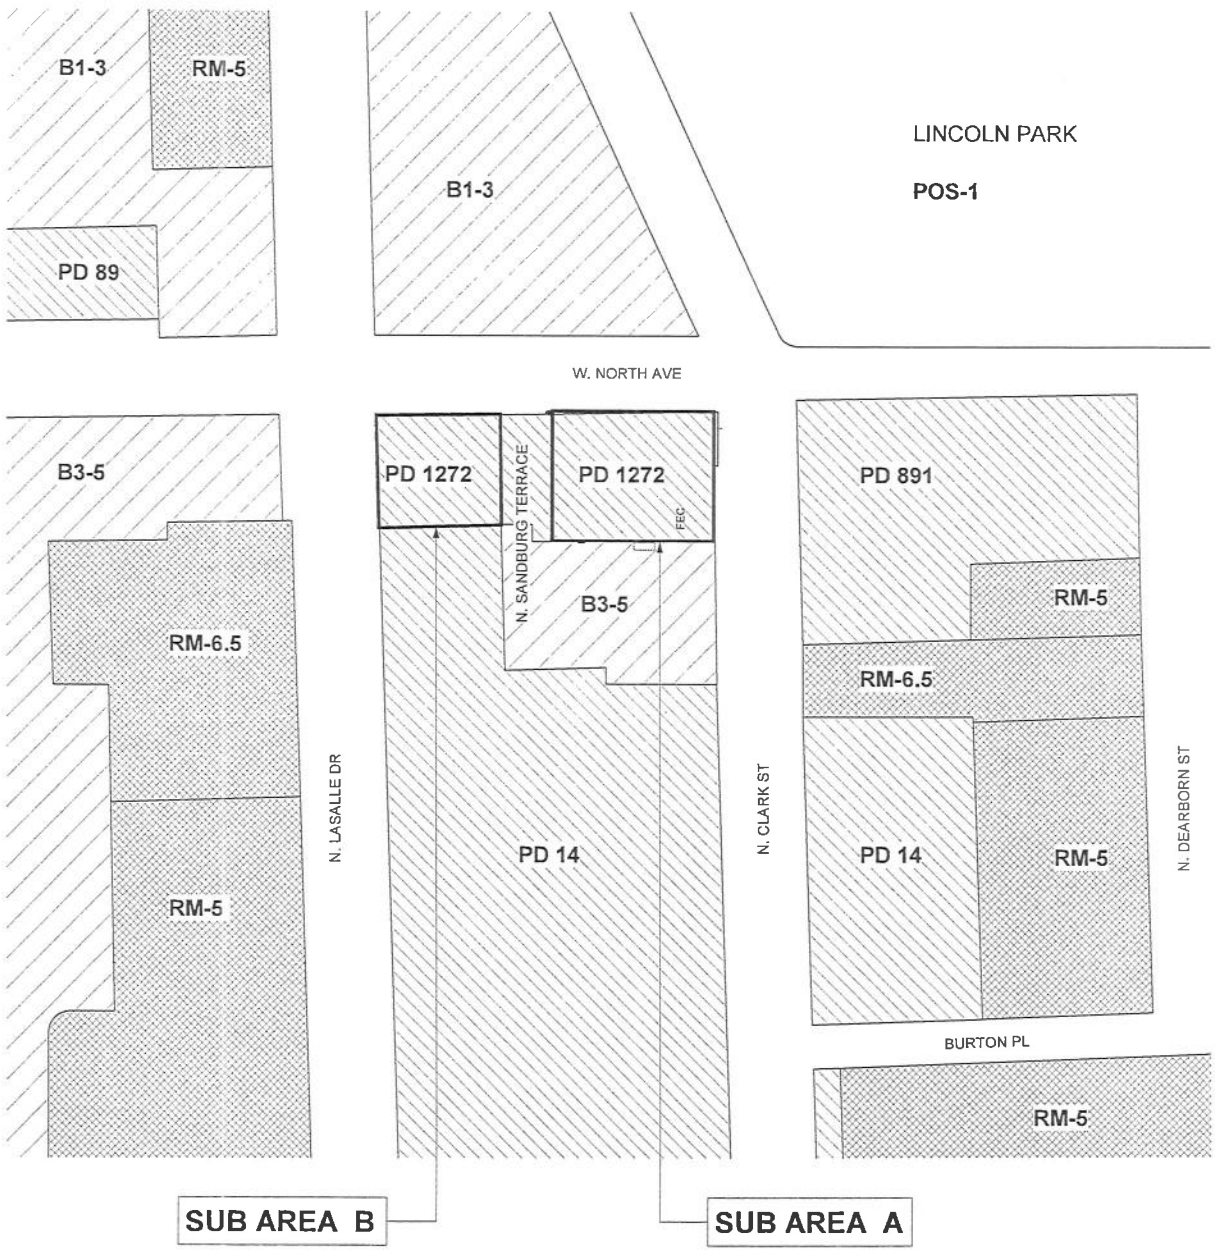 B1-3
RM-5
LINCOLN PARK
B1-3
POS-1
PD 89
W. NORTH AVE
B3-5
PD 1272
N. SANDBURG TERRACE
PD 1272
FEC
PD 891
B3-5
RM-5
RM-6.5
RM-6.5
N. LASALLE DR
N. CLARK ST
N. DEARBORN ST
PD 14
PD 14
RM-5
RM-5
BURTON PL
RM-5
SUB AREA B
SUB AREA A